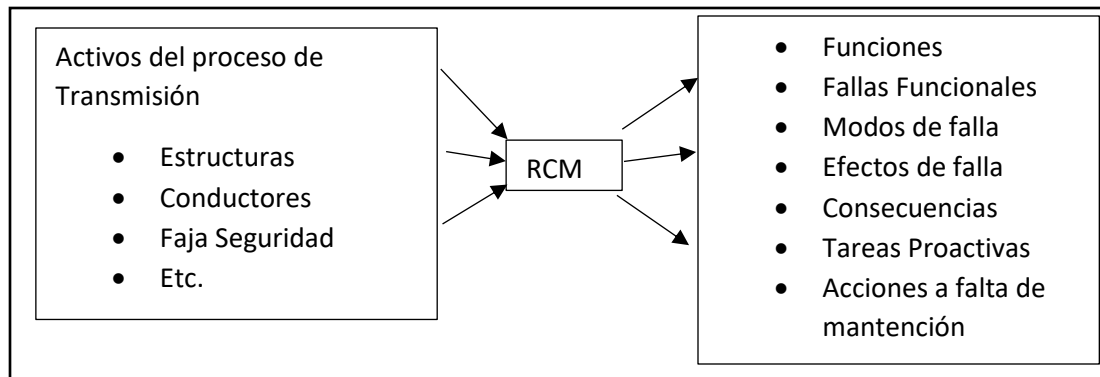 Activos del proceso de
Transmisión
• Estructuras
• Conductores
• Faja Seguridad
• Etc.
RCM
• Funciones
• Fallas Funcionales
• Modos de falla
• Efectos de falla
• Consecuencias
• Tareas Proactivas
• Acciones a falta de
mantención